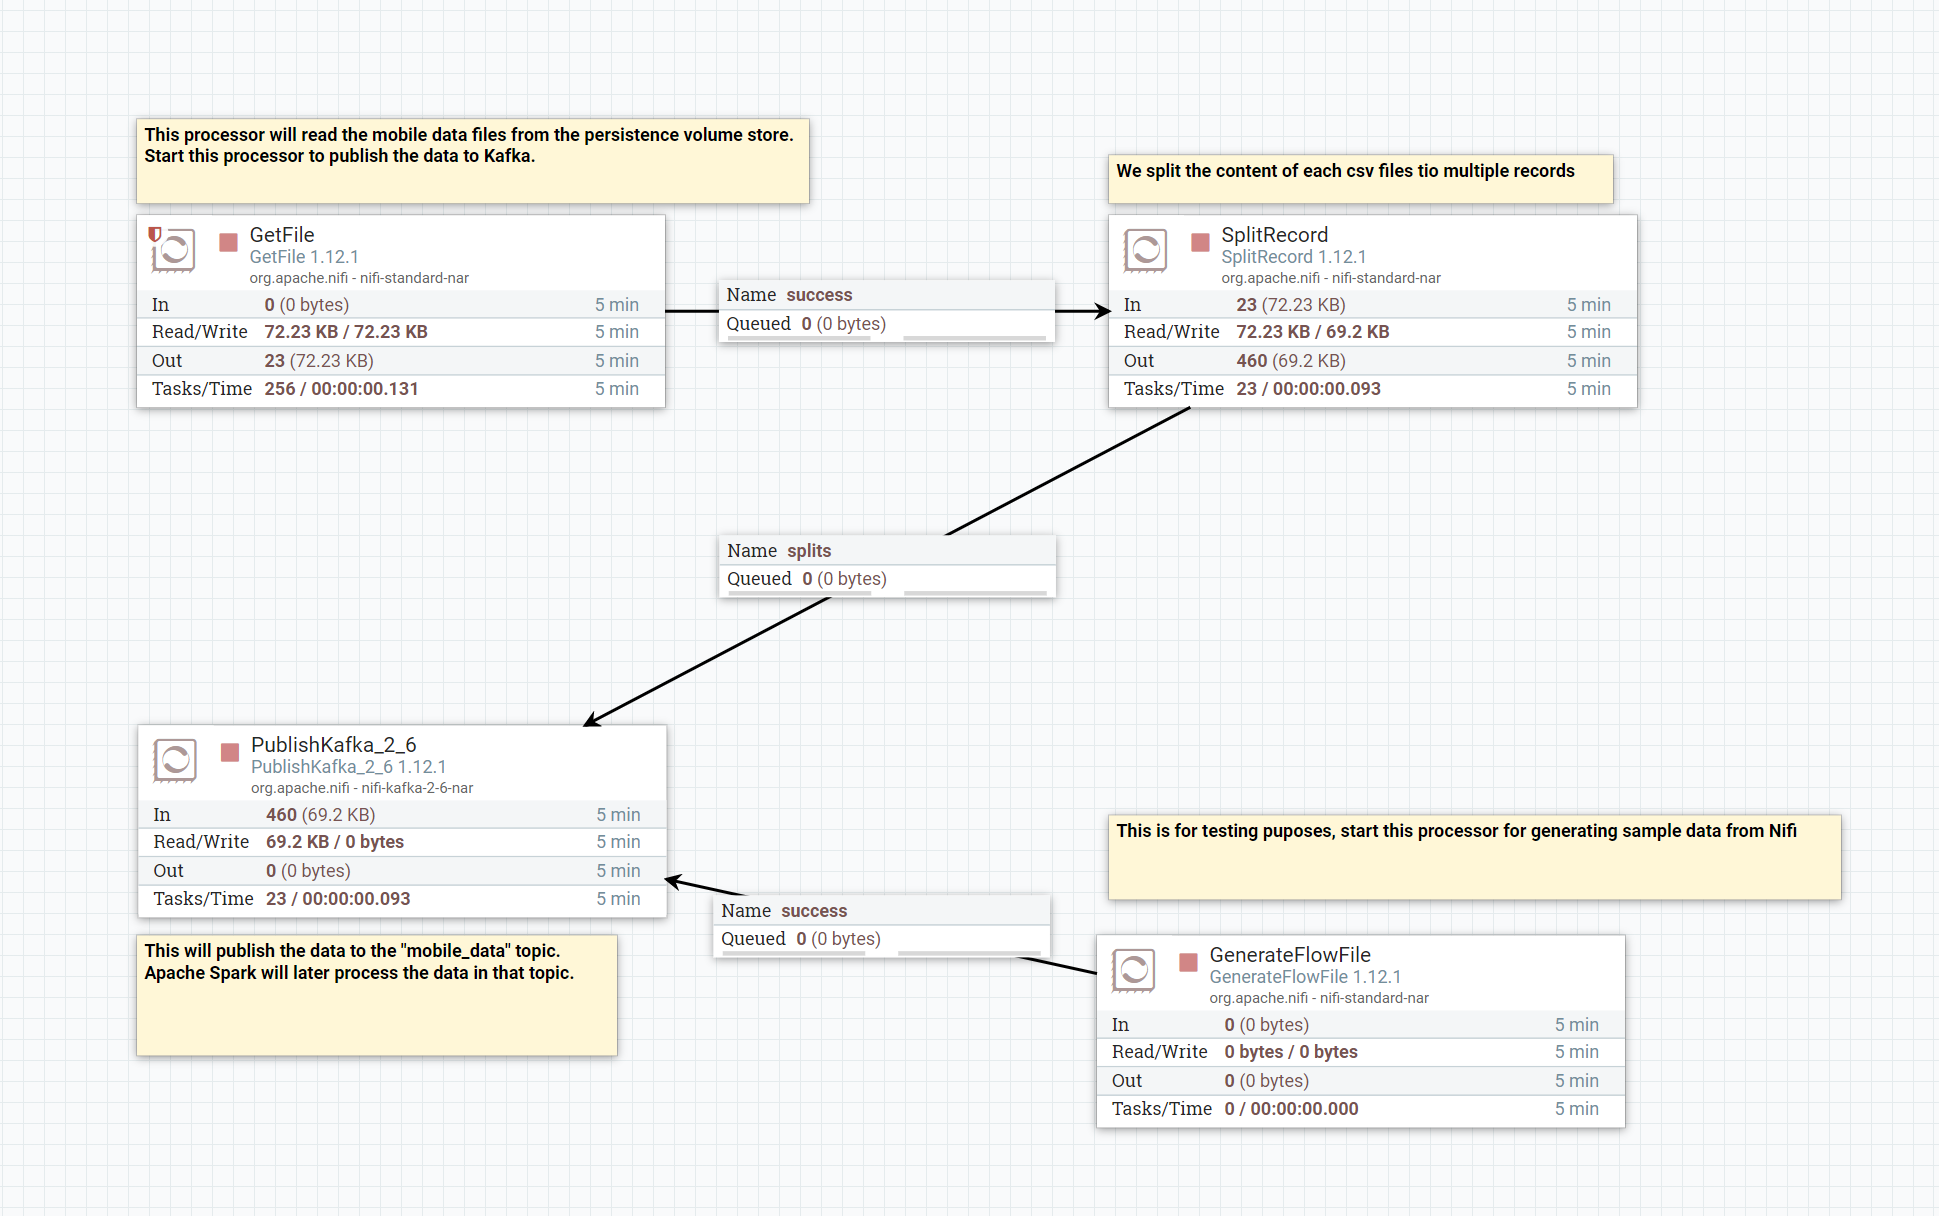 This processor will read the mobile data files from the persistence volume store.
Start this processor to publish the data to Kafka.
We split the content of each csv files tio multiple records
GetFile
GetFile 1.12.1
org.apache.nifi - nifi-standard-nar
In 0 (0 bytes) 5 min
Read/Write 72.23 KB / 72.23 KB 5 min
Out 23 (72.23 KB) 5 min
Tasks/Time 256 / 00:00:00.131 5 min
Name success
Queued 0 (0 bytes)
SplitRecord
SplitRecord 1.12.1
org.apache.nifi - nifi-standard-nar
In 23 (72.23 KB) 5 min
Read/Write 72.23 KB / 69.2 KB 5 min
Out 460 (69.2 KB) 5 min
Tasks/Time 23 / 00:00:00.093 5 min
Name splits
Queued 0 (0 bytes)
PublishKafka_2_6
PublishKafka_2_6 1.12.1
org.apache.nifi - nifi-kafka-2-6-nar
In 460 (69.2 KB) 5 min
Read/Write 69.2 KB / 0 bytes 5 min
Out 0 (0 bytes) 5 min
Tasks/Time 23 / 00:00:00.093 5 min
This will publish the data to the "mobile_data" topic.
Apache Spark will later process the data in that topic.
Name success
Queued 0 (0 bytes)
This is for testing puposes, start this processor for generating sample data from Nifi
GenerateFlowFile
GenerateFlowFile 1.12.1
org.apache.nifi - nifi-standard-nar
In 0 (0 bytes) 5 min
Read/Write 0 bytes / 0 bytes 5 min
Out 0 (0 bytes) 5 min
Tasks/Time 0 / 00:00:00.000 5 min